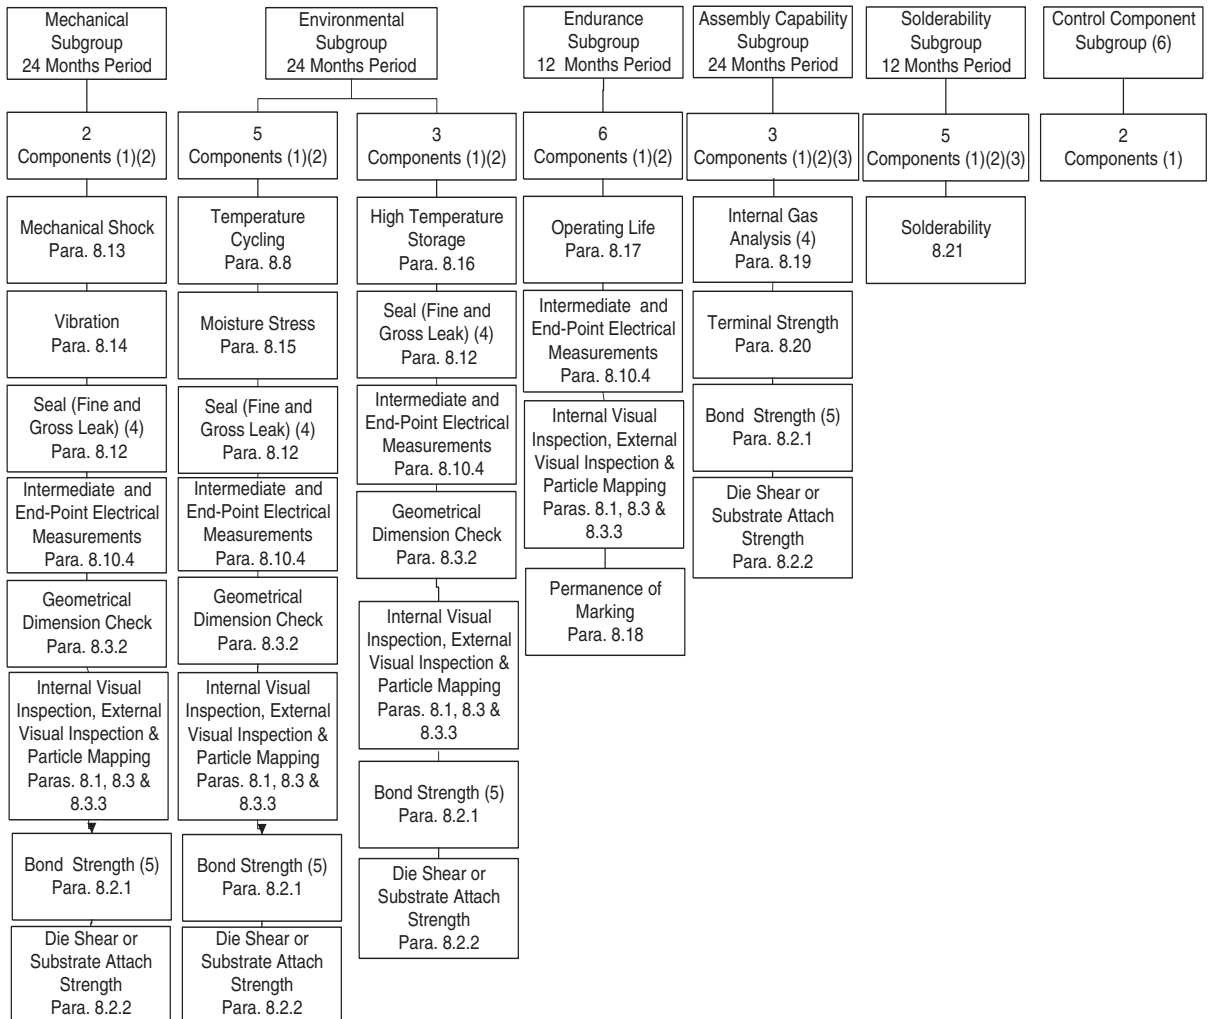 Mechanical
Subgroup
24 Months Period
Environmental
Subgroup
24 Months Period
Endurance
Subgroup
12 Months Period
Assembly Capability
Subgroup
24 Months Period
Solderability
Subgroup
12 Months Period
Control Component
Subgroup (6)
2
Components (1)(2)
5
Components (1)(2)
3
Components (1)(2)
6
Components (1)(2)
3
Components (1)(2)(3)
5
Components (1)(2)(3)
2
Components (1)
Mechanical Shock
Para. 8.13
Vibration
Para. 8.14
Seal (Fine and
Gross Leak) (4)
Para. 8.12
Intermediate and
End-Point Electrical
Measurements
Para. 8.10.4
Geometrical
Dimension Check
Para. 8.3.2
Internal Visual
Inspection, External
Visual Inspection &
Particle Mapping
Paras. 8.1, 8.3 &
8.3.3
Bond Strength (5)
Para. 8.2.1
Die Shear or
Substrate Attach
Strength
Para. 8.2.2
Temperature
Cycling
Para. 8.8
Moisture Stress
Para. 8.15
Seal (Fine and
Gross Leak) (4)
Para. 8.12
Intermediate and
End-Point Electrical
Measurements
Para. 8.10.4
Geometrical
Dimension Check
Para. 8.3.2
Internal Visual
Inspection, External
Visual Inspection &
Particle Mapping
Paras. 8.1, 8.3 &
8.3.3
Bond Strength (5)
Para. 8.2.1
Die Shear or
Substrate Attach
Strength
Para. 8.2.2
High Temperature
Storage
Para. 8.16
Seal (Fine and
Gross Leak) (4)
Para. 8.12
Intermediate and
End-Point Electrical
Measurements
Para. 8.10.4
Geometrical
Dimension Check
Para. 8.3.2
Internal Visual
Inspection, External
Visual Inspection &
Particle Mapping
Paras. 8.1, 8.3 &
8.3.3
Bond Strength (5)
Para. 8.2.1
Die Shear or
Substrate Attach
Strength
Para. 8.2.2
Operating Life
Para. 8.17
Intermediate and
End-Point Electrical
Measurements
Para. 8.10.4
Internal Visual
Inspection, External
Visual Inspection &
Particle Mapping
Paras. 8.1, 8.3 &
8.3.3
Permanence of
Marking
Para. 8.18
Internal Gas
Analysis (4)
Para. 8.19
Terminal Strength
Para. 8.20
Bond Strength (5)
Para. 8.2.1
Die Shear or
Substrate Attach
Strength
Para. 8.2.2
Solderability
8.21